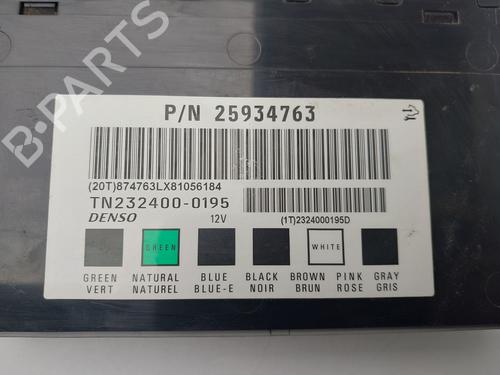 B-PARTS
P/N 25934763
(20T)874763LX81056184
TN232400-0195
DENSO 12V (1T)2324000195D
GREEN WHITE
GREEN NATURAL BLUE BLACK BROWN PINK GRAY
VERT NATUREL BLUE-E NOIR BRUN ROSE GRIS